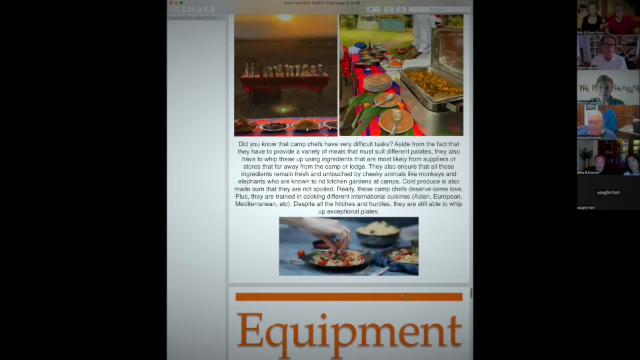 Did you know that camp chefs have very difficult tasks? Aside from the fact that
they have to provide a variety of meals that must suit different palates, they also
have to whip these up using ingredients that are most likely from suppliers or
stores that far away from the camp or lodge. They also ensure that all those
ingredients remain fresh and untouched by cheeky animals like monkeys and
elephants who are known to rid kitchen gardens at camps. Cold produce is also
made sure that they are not spoiled. Really, these camp chefs deserve some love.
Plus, they are trained in cooking different international cuisines (Asian, European,
Mediterranean, etc). Despite all the hitches and hurdles, they are still able to whip
up exceptional plates.
Equipment